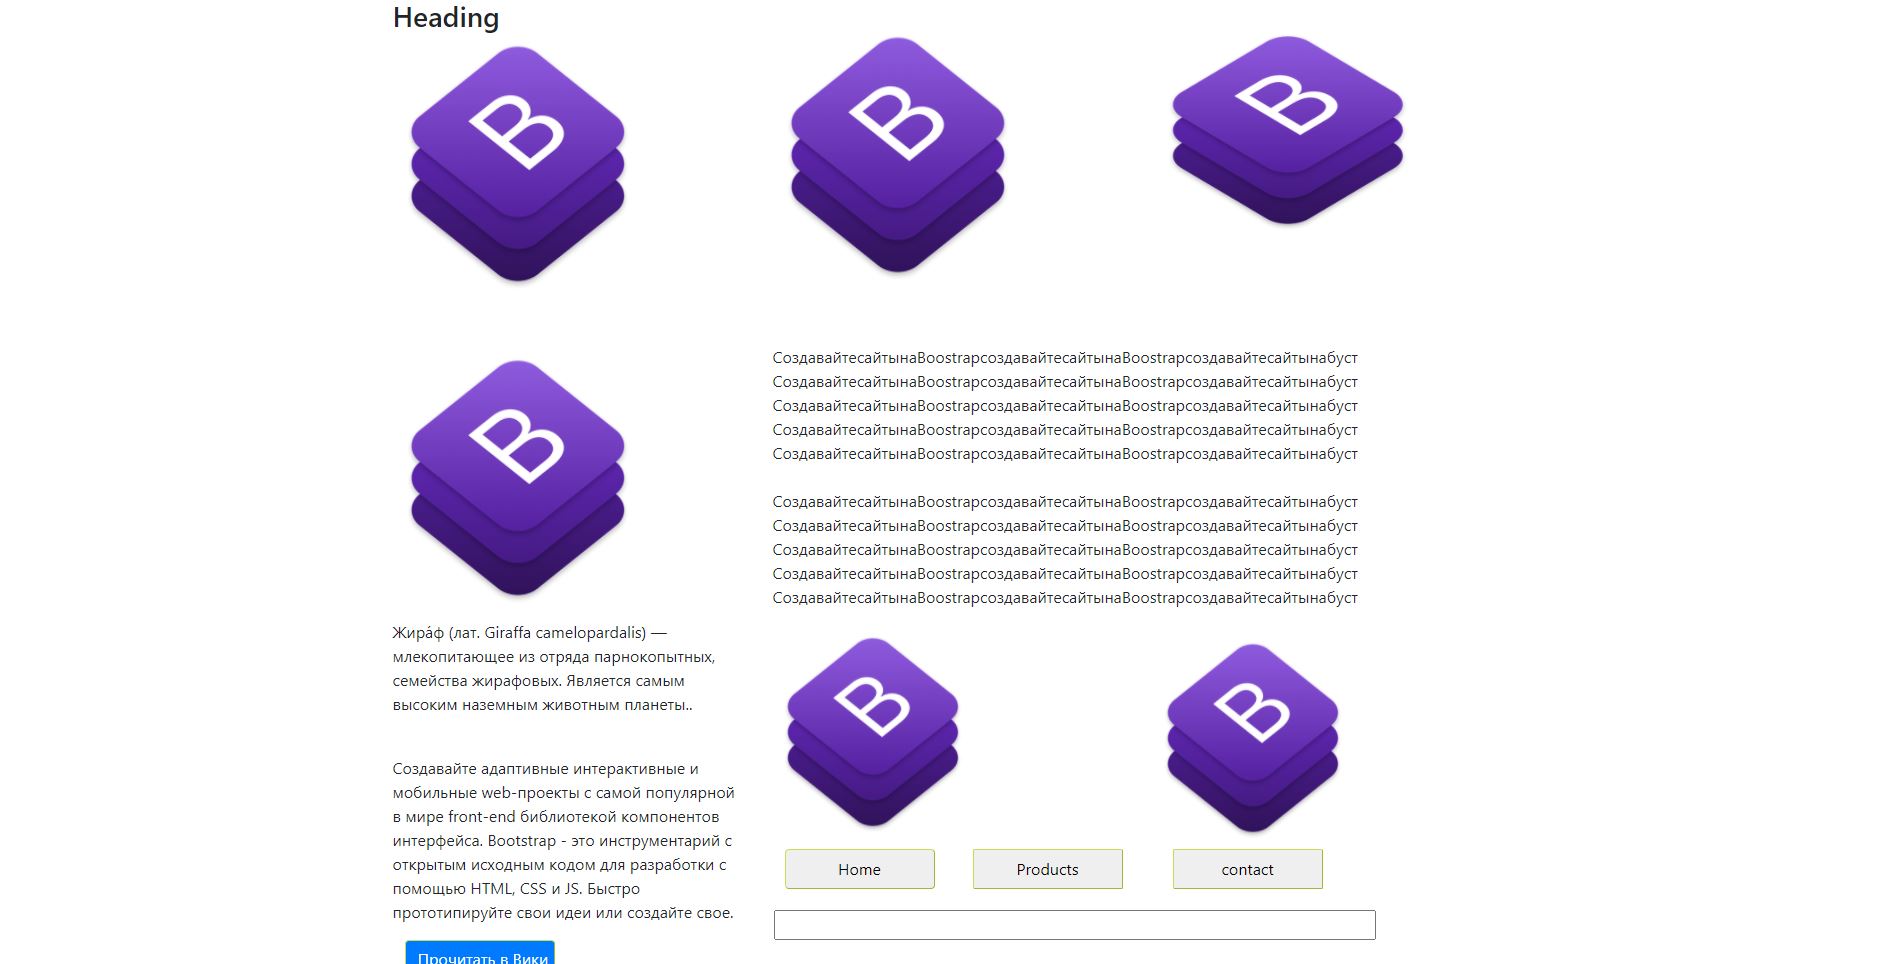 Heading
B
B
B
B
СоздавайтесайтынаBoostrapсоздавайтесайтынаBoostrapсоздавайтесайтынабуст
СоздавайтесайтынаBoostrapсоздавайтесайтынаBoostrapсоздавайтесайтынабуст
СоздавайтесайтынаBoostrapсоздавайтесайтынаBoostrapсоздавайтесайтынабуст
СоздавайтесайтынаBoostrapсоздавайтесайтынаBoostrapсоздавайтесайтынабуст
СоздавайтесайтынаBoostrapсоздавайтесайтынаBoostrapсоздавайтесайтынабуст
СоздавайтесайтынаBoostrapсоздавайтесайтынаBoostrapсоздавайтесайтынабуст
СоздавайтесайтынаBoostrapсоздавайтесайтынаBoostrapсоздавайтесайтынабуст
СоздавайтесайтынаBoostrapсоздавайтесайтынаBoostrapсоздавайтесайтынабуст
СоздавайтесайтынаBoostrapсоздавайтесайтынаBoostrapсоздавайтесайтынабуст
СоздавайтесайтынаBoostrapсоздавайтесайтынаBoostrapсоздавайтесайтынабуст
Жира́ф (лат. Giraffa camelopardalis) —
млекопитающее из отряда парнокопытных,
семейства жирафовых. Является самым
высоким наземным животным планеты..
Создавайте адаптивные интерактивные и
мобильные web-проекты с самой популярной
в мире front-end библиотекой компонентов
интерфейса. Bootstrap - это инструментарий с
открытым исходным кодом для разработки с
помощью HTML, CSS и JS. Быстро
прототипируйте свои идеи или создайте свое.
Прочитать в Вики
B
B
Home
Products
contact